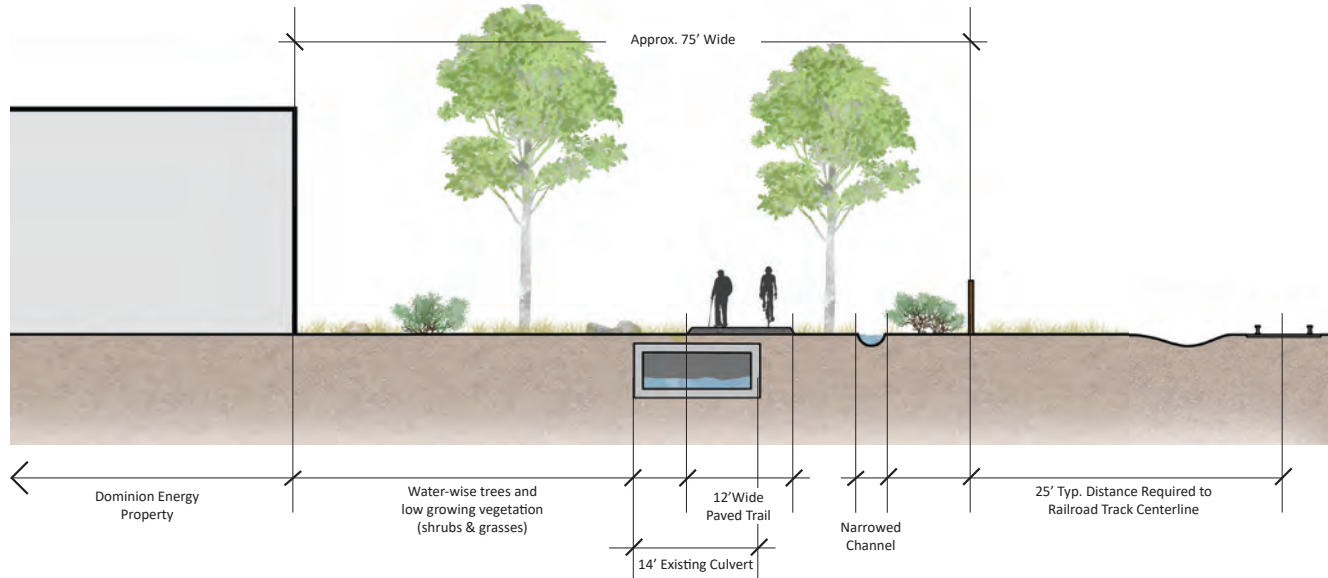 Approx. 75' Wide
Dominion Energy
Property
Water-wise trees and
low growing vegetation
(shrubs & grasses)
12'Wide
Paved Trail
14' Existing Culvert
Narrowed
Channel
25' Typ. Distance Required to
Railroad Track Centerline